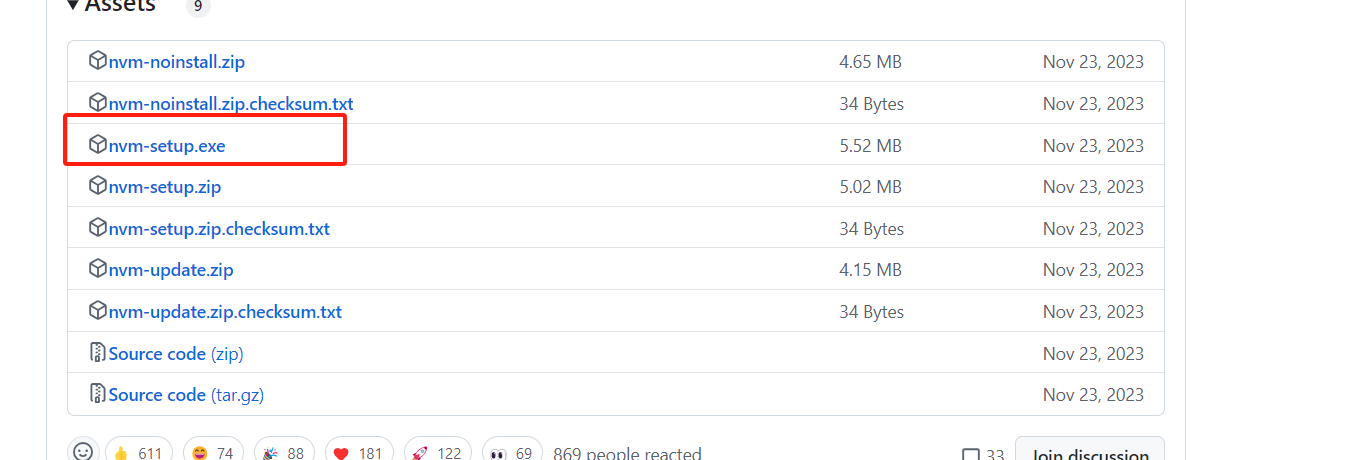 Assets 9
nvm-noinstall.zip 4.65 MB Nov 23, 2023
nvm-noinstall.zip.checksum.txt 34 Bytes Nov 23, 2023
nvm-setup.exe 5.52 MB Nov 23, 2023
nvm-setup.zip 5.02 MB Nov 23, 2023
nvm-setup.zip.checksum.txt 34 Bytes Nov 23, 2023
nvm-update.zip 4.15 MB Nov 23, 2023
nvm-update.zip.checksum.txt 34 Bytes Nov 23, 2023
Source code (zip) Nov 23, 2023
Source code (tar.gz) Nov 23, 2023
611 74 88 181 122 69 869 people reacted 33 Join discussion